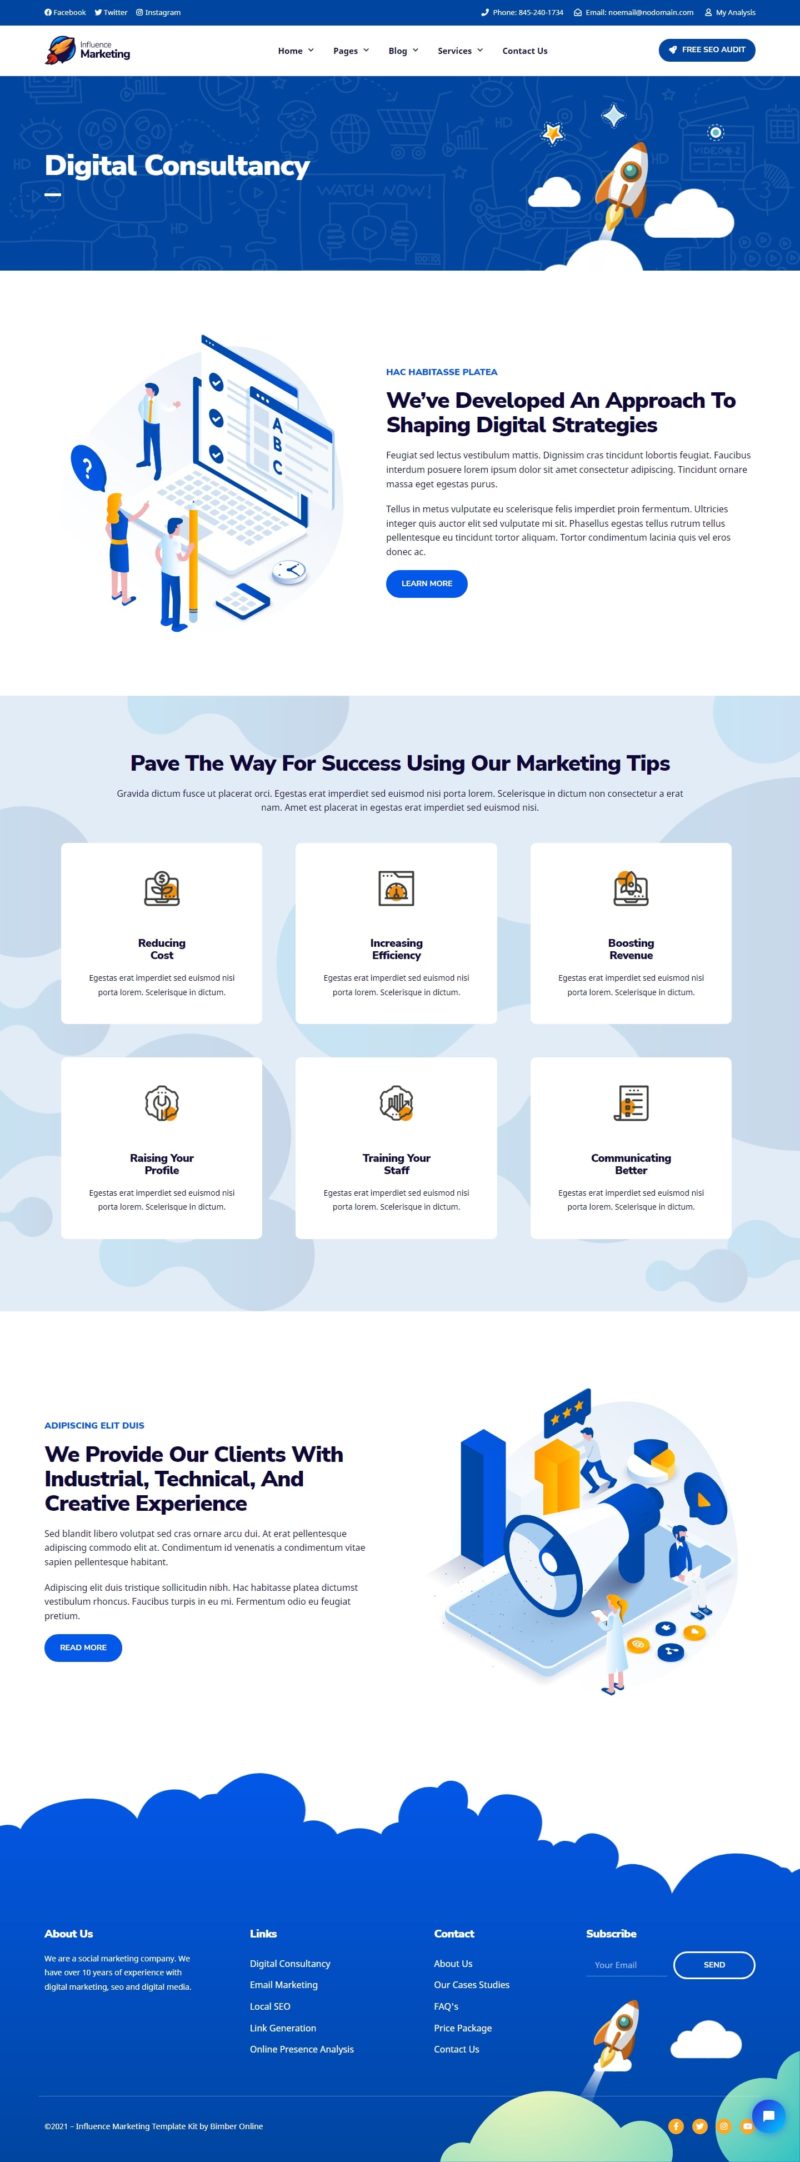 Facebook Twitter Instagram
Phone: 845-240-1734 Email: noemail@nodomain.com My Analysis
Influence
Marketing
Home Pages Blog Services Contact Us
FREE SEO AUDIT
Digital Consultancy
HD
WATCH NOW!
HD
HD
HD
VIDEO 2
3
?
A
B
C
HAC HABITASSE PLATEA
We've Developed An Approach To
Shaping Digital Strategies
Feugiat sed lectus vestibulum mattis. Dignissim cras tincidunt lobortis feugiat. Faucibus
interdum posuere lorem ipsum dolor sit amet consectetur adipiscing. Tincidunt ornare
massa eget egestas purus.
Tellus in metus vulputate eu scelerisque felis imperdiet proin fermentum. Ultricies
integer quis auctor elit sed vulputate mi sit. Phasellus egestas tellus rutrum tellus
pellentesque eu tincidunt tortor aliquam. Tortor condimentum lacinia quis vel eros
donec ac.
LEARN MORE
Pave The Way For Success Using Our Marketing Tips
Gravida dictum fusce ut placerat orci. Egestas erat imperdiet sed euismod nisi porta lorem. Scelerisque in dictum non consectetur a erat
nam. Amet est placerat in egestas erat imperdiet sed euismod nisi.
Reducing
Cost
Egestas erat imperdiet sed euismod nisi
porta lorem. Scelerisque in dictum.
Increasing
Efficiency
Egestas erat imperdiet sed euismod nisi
porta lorem. Scelerisque in dictum.
Boosting
Revenue
Egestas erat imperdiet sed euismod nisi
porta lorem. Scelerisque in dictum.
Raising Your
Profile
Egestas erat imperdiet sed euismod nisi
porta lorem. Scelerisque in dictum.
Training Your
Staff
Egestas erat imperdiet sed euismod nisi
porta lorem. Scelerisque in dictum.
Communicating
Better
Egestas erat imperdiet sed euismod nisi
porta lorem. Scelerisque in dictum.
ADIPISCING ELIT DUIS
We Provide Our Clients With
Industrial, Technical, And
Creative Experience
Sed blandit libero volutpat sed cras ornare arcu dui. At erat pellentesque
adipiscing commodo elit at. Condimentum id venenatis a condimentum vitae
sapien pellentesque habitant.
Adipiscing elit duis tristique sollicitudin nibh. Hac habitasse platea dictumst
vestibulum rhoncus. Faucibus turpis in eu mi. Fermentum odio eu feugiat
pretium.
READ MORE
About Us
We are a social marketing company. We
have over 10 years of experience with
digital marketing, seo and digital media.
Links
Digital Consultancy
Email Marketing
Local SEO
Link Generation
Online Presence Analysis
Contact
About Us
Our Cases Studies
FAQ's
Price Package
Contact Us
Subscribe
Your Email
SEND
©2021 – Influence Marketing Template Kit by Bimber Online